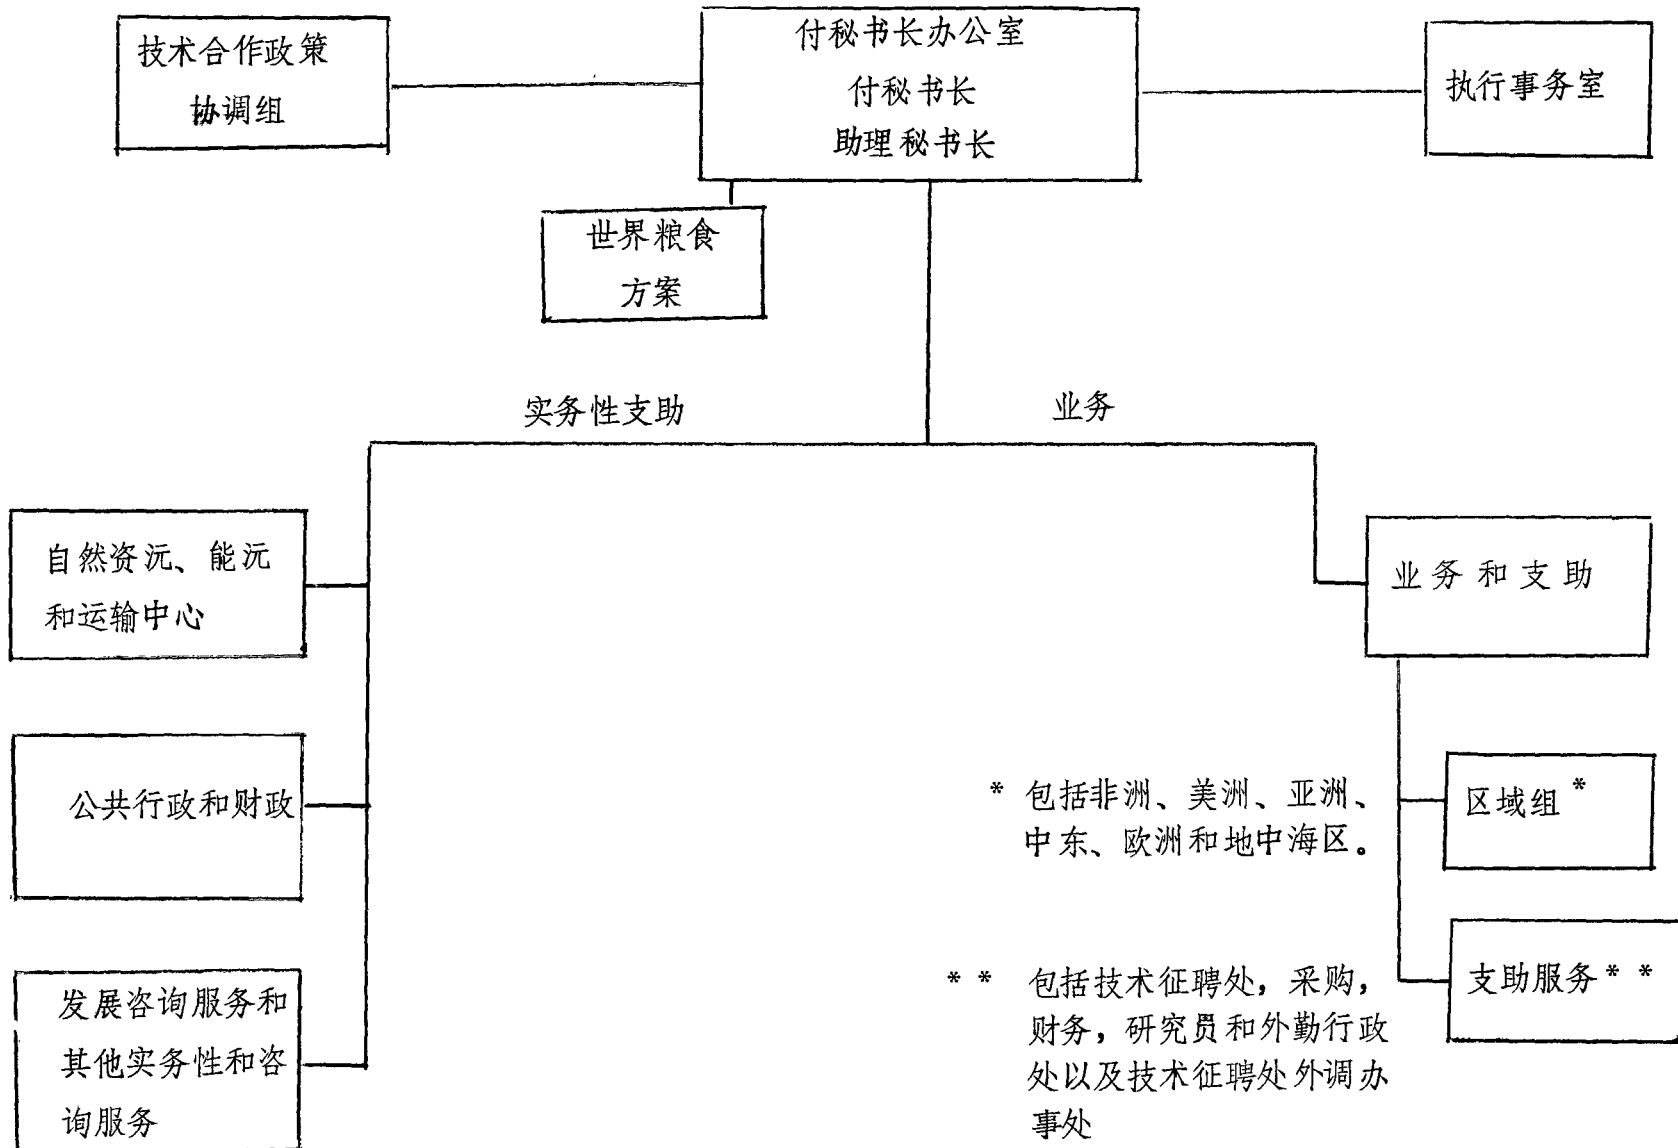 技术合作政策
协调组
付秘书长办公室
付秘书长
助理秘书长
执行事务室
世界粮食
方案
实务性支助
业务
自然资沅、能沅
和运输中心
业务和支助
公共行政和财政
* 包括非洲、美洲、亚洲、
中东、欧洲和地中海区。
区域组 *
发展咨询服务和
其他实务性和咨
询服务
* * 包括技术征聘处，采购，
财务，研究员和外勤行政
处以及技术征聘处外调办
事处
支助服务* *